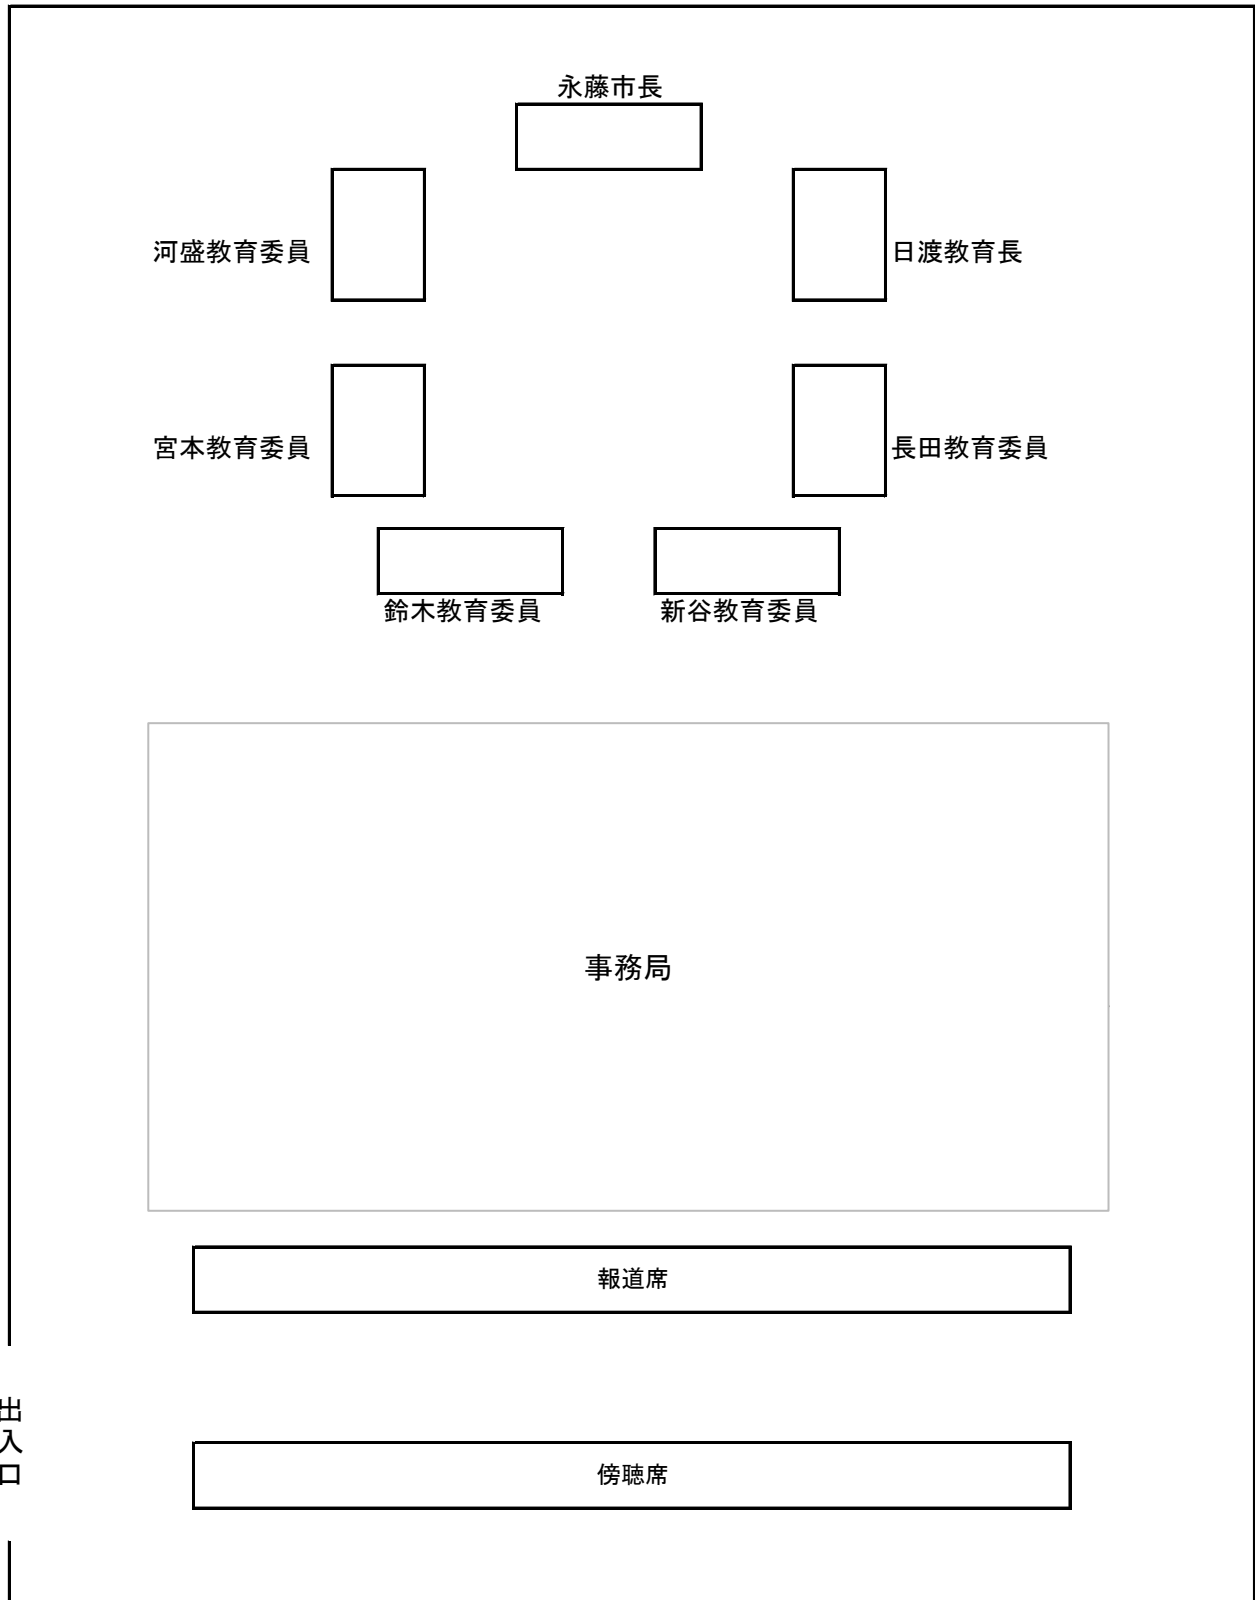 永藤市長
河盛教育委員
日渡教育長
宮本教育委員
長田教育委員
鈴木教育委員
新谷教育委員
事務局
報道席
出入口
傍聴席